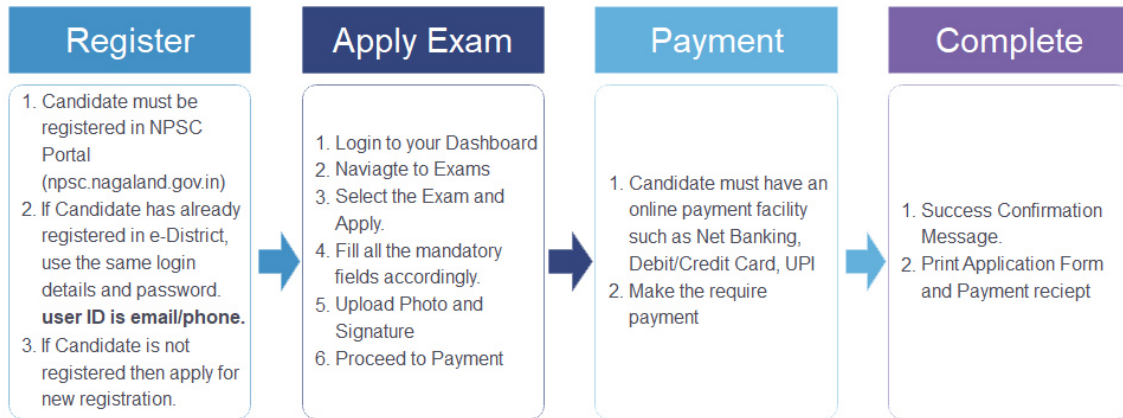 Register
1. Candidate must be
registered in NPSC
Portal
(npsc.nagaland.gov.in)
2. If Candidate has already
registered in e-District,
use the same login
details and password.
user ID is email/phone.
3. If Candidate is not
registered then apply for
new registration.
Apply Exam
1. Login to your Dashboard
2. Naviagte to Exams
3. Select the Exam and
Apply.
4. Fill all the mandatory
fields accordingly.
5. Upload Photo and
Signature
6. Proceed to Payment
Payment
1. Candidate must have an
online payment facility
such as Net Banking,
Debit/Credit Card, UPI
2. Make the require
payment
Complete
1. Success Confirmation
Message.
2. Print Application Form
and Payment reciept